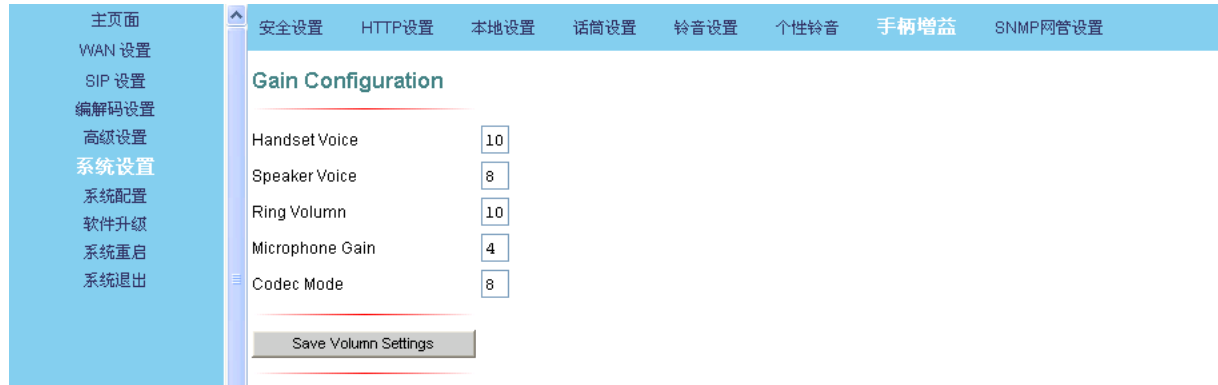 主页面
WAN 设置
SIP 设置
编解码设置
高级设置
系统设置
系统配置
软件升级
系统重启
系统退出
安全设置 HTTP设置 本地设置 话筒设置 铃音设置 个性铃音 手柄增益 SNMP网管设置
Gain Configuration
Handset Voice 10
Speaker Voice 8
Ring Volumn 10
Microphone Gain 4
Codec Mode 8
Save Volumn Settings